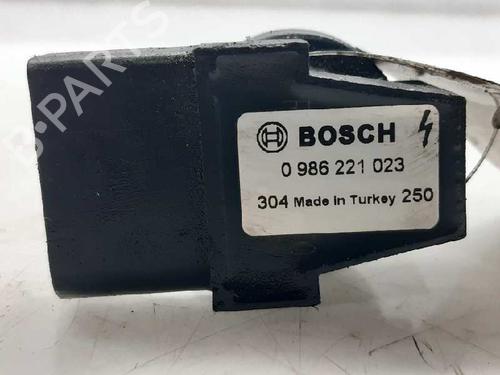 BOSCH
0 986 221 023
304 Made in Turkey 250
B-PARTS